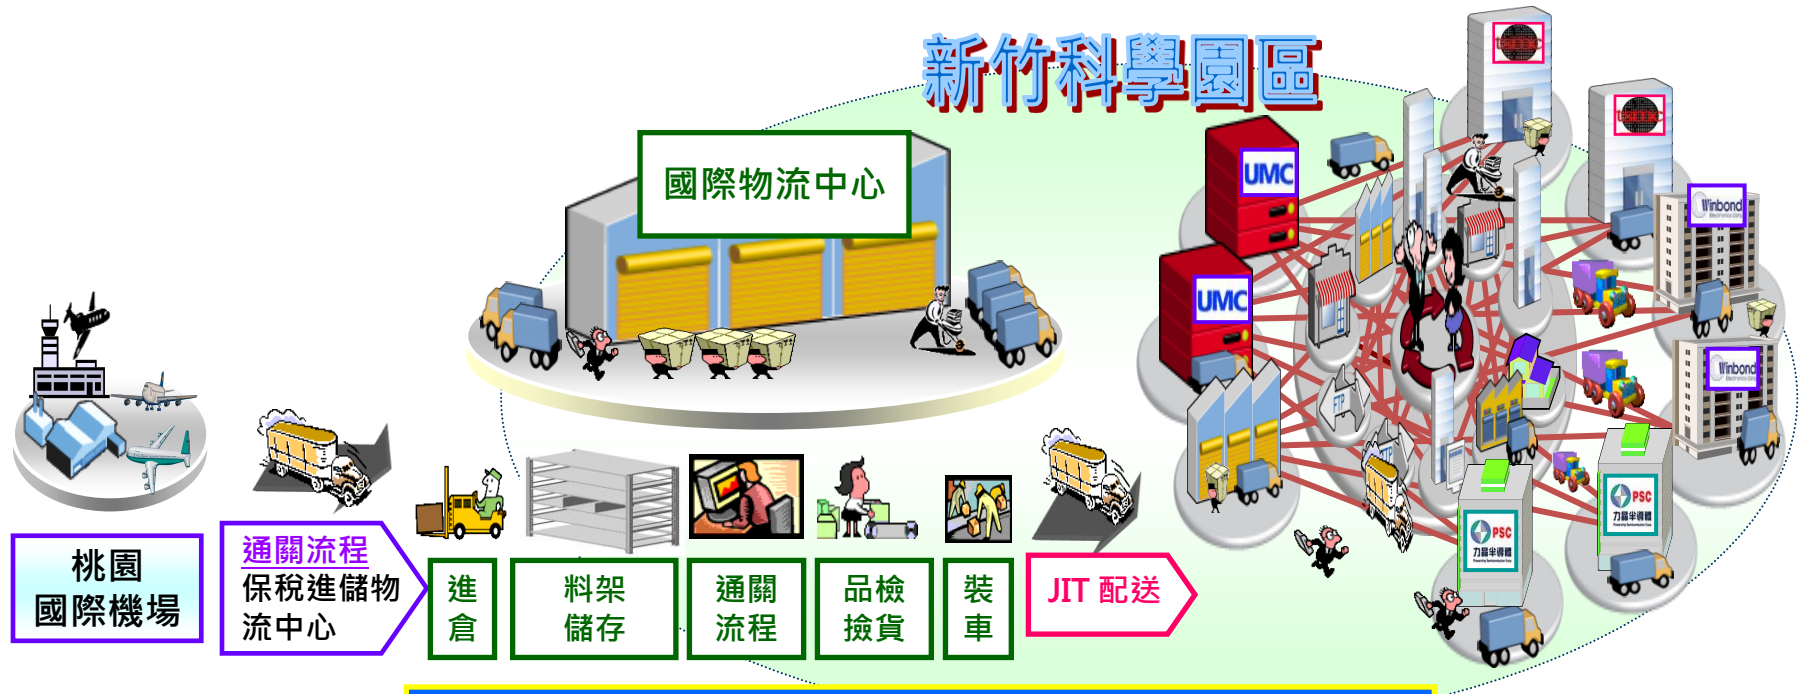 新竹科學園區
國際物流中心
UMC
UMC
Winbond
Electronics Corp.
Winbond
FTP
PSC
力晶半導體
PSC
力晶半導體
桃園
國際機場
通關流程
保稅進儲物
流中心
進
倉
料架
儲存
通關
流程
品檢
撿貨
裝
車
JIT 配送